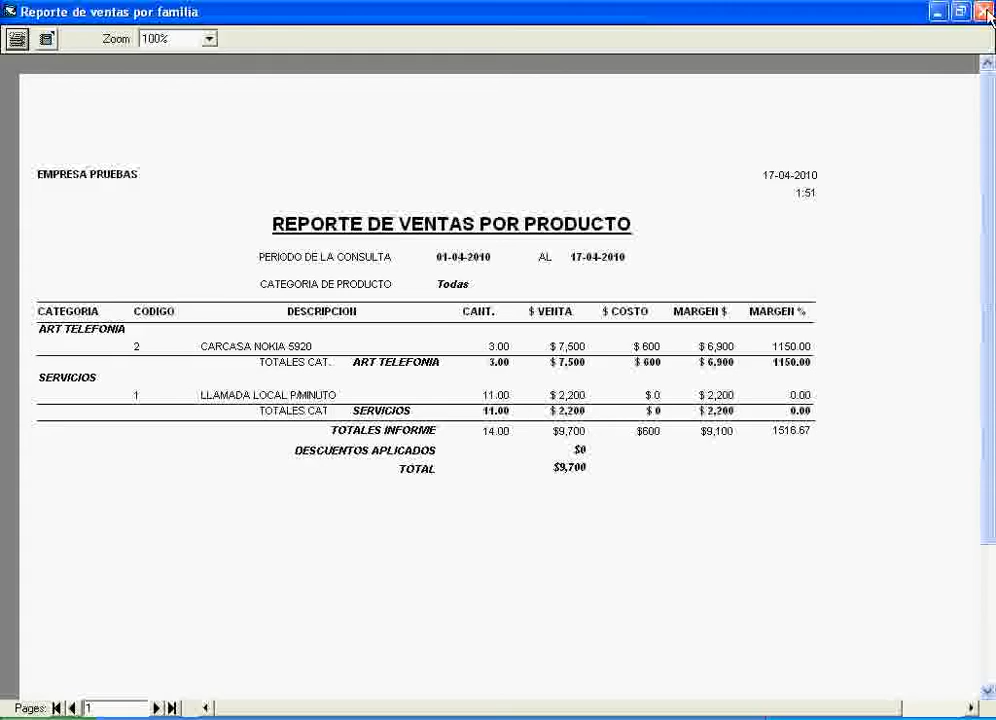 Reporte de ventas por familia
Zoom 100%
EMPRESA PRUEBAS 17-04-2010
1:51
REPORTE DE VENTAS POR PRODUCTO
PERIODO DE LA CONSULTA 01-04-2010 AL 17-04-2010
CATEGORIA DE PRODUCTO Todas
CATEGORIA CODIGO DESCRIPCION CANT. $ VENTA $ COSTO MARGEN $ MARGEN %
ART TELEFONIA
2 CARCASA NOKIA 5920 3.00 $ 7,500 $ 600 $ 6,900 1150.00
TOTALES CAT. ART TELEFONIA 3.00 $ 7,500 $ 600 $ 6,900 1150.00
SERVICIOS
1 LLAMADA LOCAL P/MINUTO 11.00 $ 2,200 $ 0 $ 2,200 0.00
TOTALES CAT SERVICIOS 11.00 $ 2,200 $ 0 $ 2,200 0.00
TOTALES INFORME 14.00 $9,700 $600 $9,100 1516.67
DESCUENTOS APLICADOS $0
TOTAL $9,700
Pages: 1